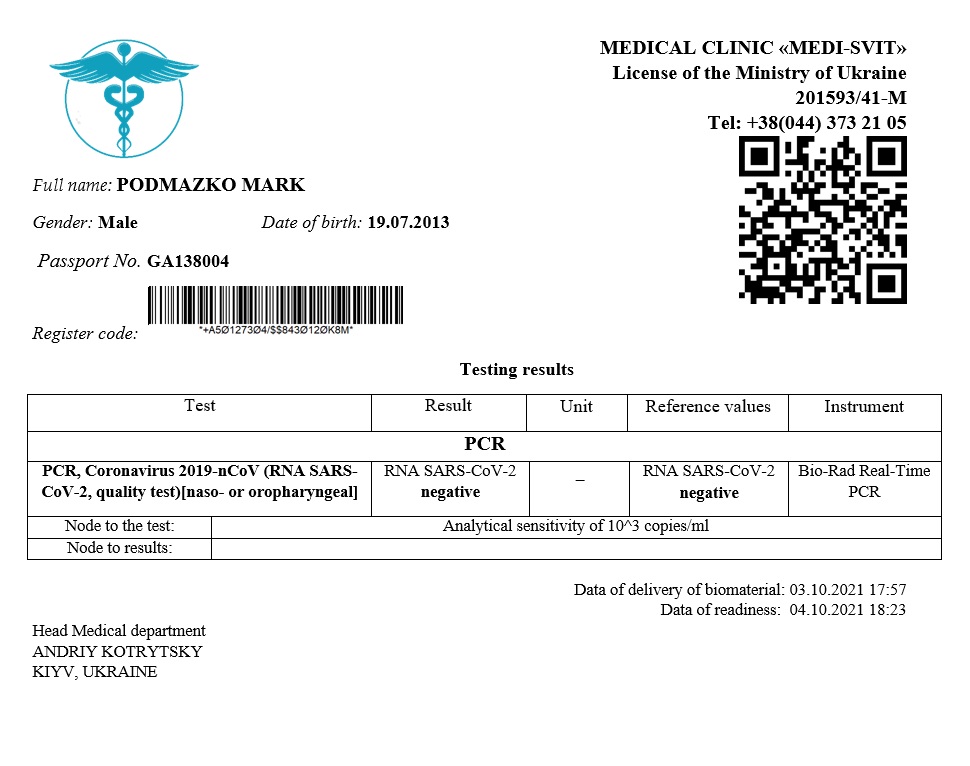 MEDICAL CLINIC «MEDI-SVIT»
License of the Ministry of Ukraine
201593/41-M
Tel: +38(044) 373 21 05
Full name: PODMAZKO MARK
Gender: Male Date of birth: 19.07.2013
Passport No. GA138004
*+A5Ø1273Ø4/$$843Ø12ØK8M*
Register code:
Testing results
Test Result Unit Reference values Instrument
PCR
PCR, Coronavirus 2019-nCoV (RNA SARS- RNA SARS-CoV-2 – RNA SARS-CoV-2 Bio-Rad Real-Time
CoV-2, quality test)[naso- or oropharyngeal] negative negative PCR
Node to the test: Analytical sensitivity of 10^3 copies/ml
Node to results:
Data of delivery of biomaterial: 03.10.2021 17:57
Data of readiness: 04.10.2021 18:23
Head Medical department
ANDRIY KOTRYTSKY
KIYV, UKRAINE